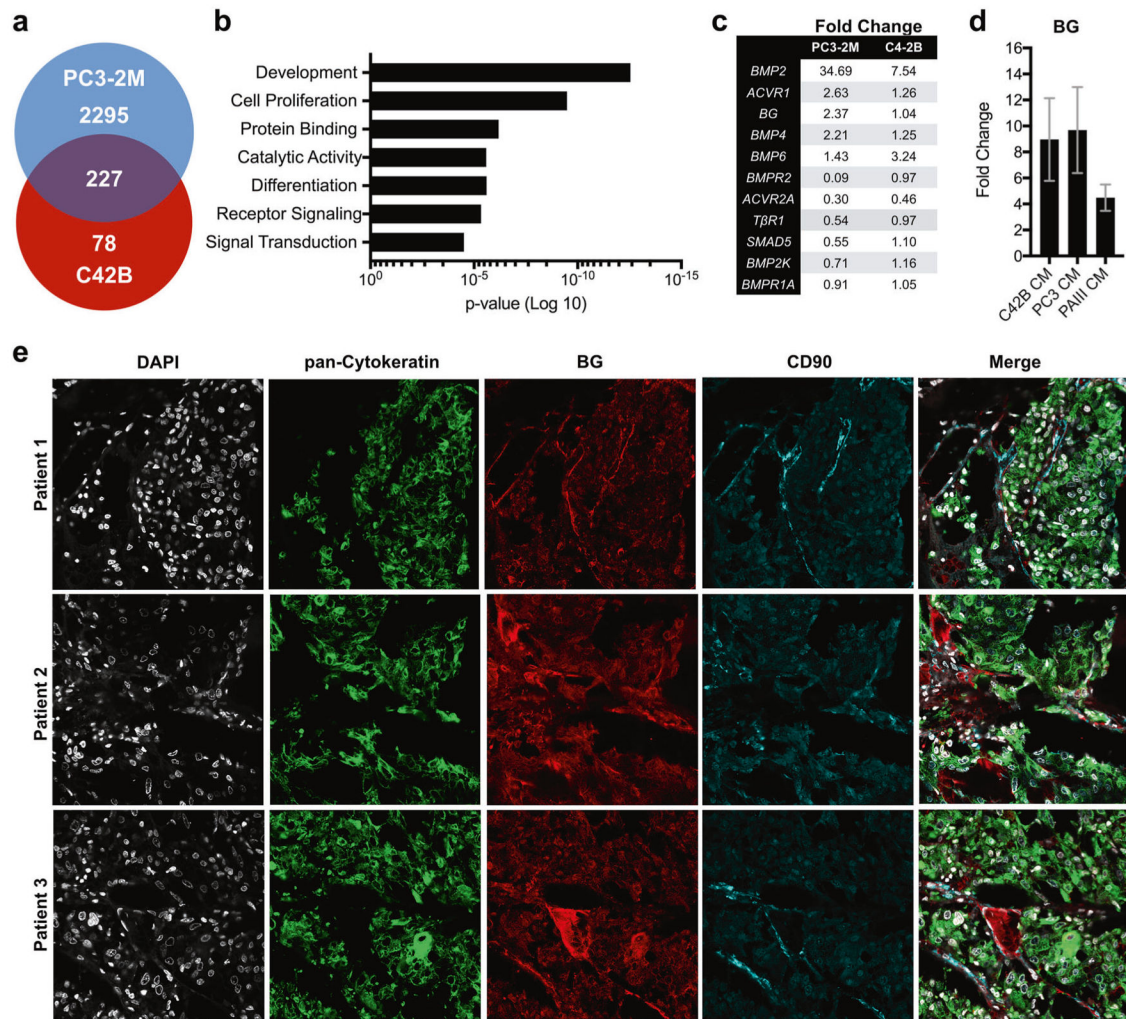 a
PC3-2M
2295
227
78
C42B
b
Development
Cell Proliferation
Protein Binding
Catalytic Activity
Differentiation
Receptor Signaling
Signal Transduction
10⁰ 10⁻⁵ 10⁻¹⁰ 10⁻¹⁵
p-value (Log 10)
c
Fold Change
PC3-2M C4-2B
BMP2 34.69 7.54
ACVR1 2.63 1.26
BG 2.37 1.04
BMP4 2.21 1.25
BMP6 1.43 3.24
BMPR2 0.09 0.97
ACVR2A 0.30 0.46
TβR1 0.54 0.97
SMAD5 0.55 1.10
BMP2K 0.71 1.16
BMPR1A 0.91 1.05
d
BG
Fold Change
16
14
12
10
8
6
4
2
0
C42B CM
PC3 CM
PAIII CM
e
DAPI pan-Cytokeratin BG CD90 Merge
Patient 1
Patient 2
Patient 3